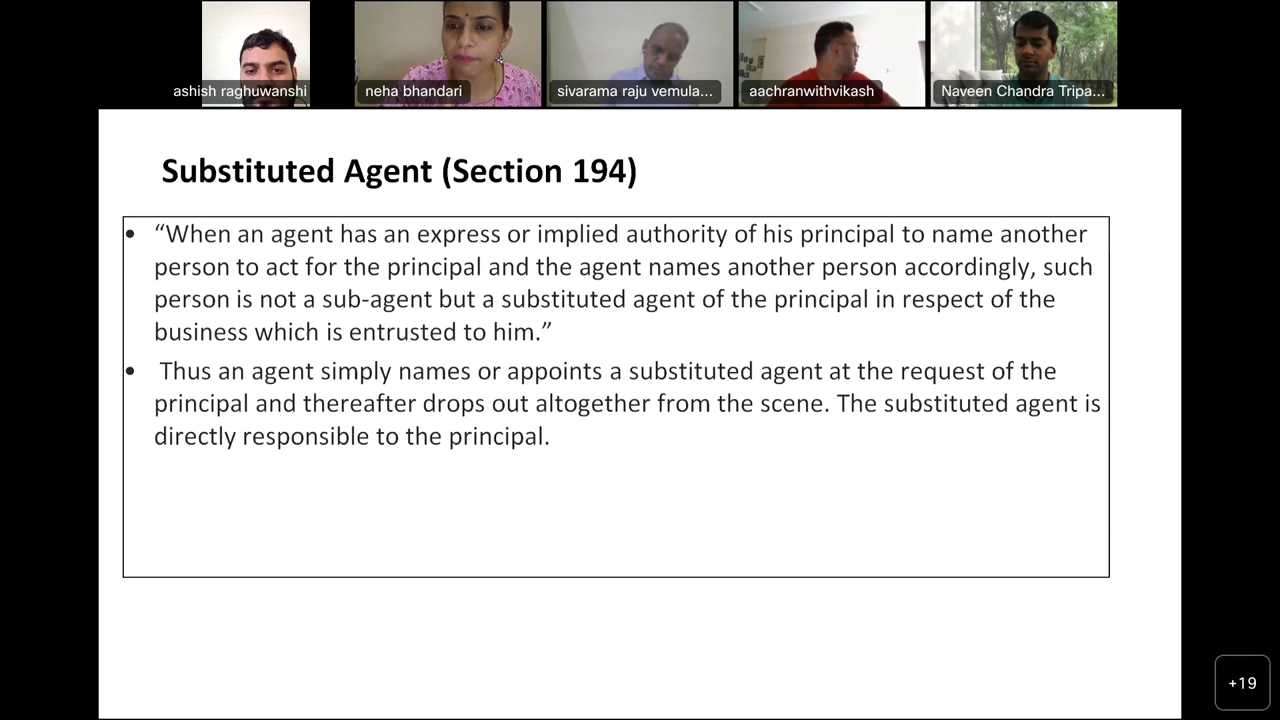 ashish raghuwanshi
neha bhandari
sivarama raju vemula...
aachranwithvikash
Naveen Chandra Tripa...
Substituted Agent (Section 194)
• “When an agent has an express or implied authority of his principal to name another
person to act for the principal and the agent names another person accordingly, such
person is not a sub-agent but a substituted agent of the principal in respect of the
business which is entrusted to him.”
• Thus an agent simply names or appoints a substituted agent at the request of the
principal and thereafter drops out altogether from the scene. The substituted agent is
directly responsible to the principal.
+19